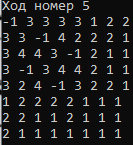 Ход номер 5
-1 3 3 3 3 1 2 2
3 3 -1 4 2 2 2 1
3 4 4 3 -1 2 1 1
3 -1 3 4 4 2 1 1
3 2 4 -1 3 2 2 1
1 2 2 2 2 1 1 1
2 1 1 2 1 1 1 1
2 1 1 1 1 1 1 1